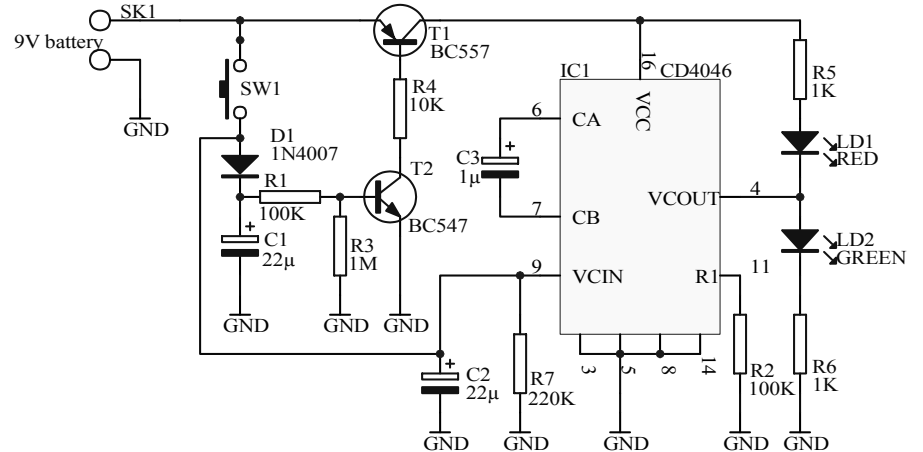 SK1
9V battery
GND
SW1
D1
1N4007
R1
100K
C1
22µ
GND
R3
1M
GND
T1
BC557
R4
10K
T2
BC547
GND
C3
1µ
IC1
CD4046
16
VCC
6
CA
7
CB
9
VCIN
VCOUT
4
R1
11
3
5
8
14
GND
C2
22µ
GND
R7
220K
GND
R2
100K
GND
R5
1K
LD1
RED
LD2
GREEN
R6
1K
GND